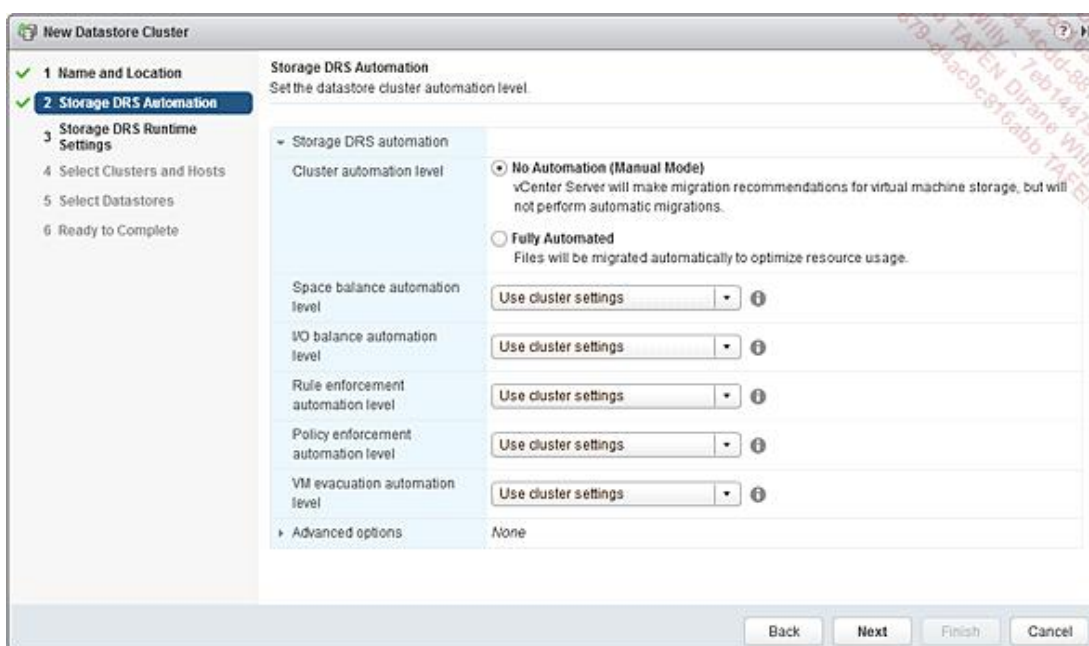 New Datastore Cluster
?
1 Name and Location
2 Storage DRS Automation
3 Storage DRS Runtime
Settings
4 Select Clusters and Hosts
5 Select Datastores
6 Ready to Complete
Storage DRS Automation
Set the datastore cluster automation level.
Storage DRS automation
Cluster automation level
No Automation (Manual Mode)
vCenter Server will make migration recommendations for virtual machine storage, but will
not perform automatic migrations.
Fully Automated
Files will be migrated automatically to optimize resource usage.
Space balance automation
level
Use cluster settings
I/O balance automation
level
Use cluster settings
Rule enforcement
automation level
Use cluster settings
Policy enforcement
automation level
Use cluster settings
VM evacuation automation
level
Use cluster settings
Advanced options
None
Back
Next
Finish
Cancel